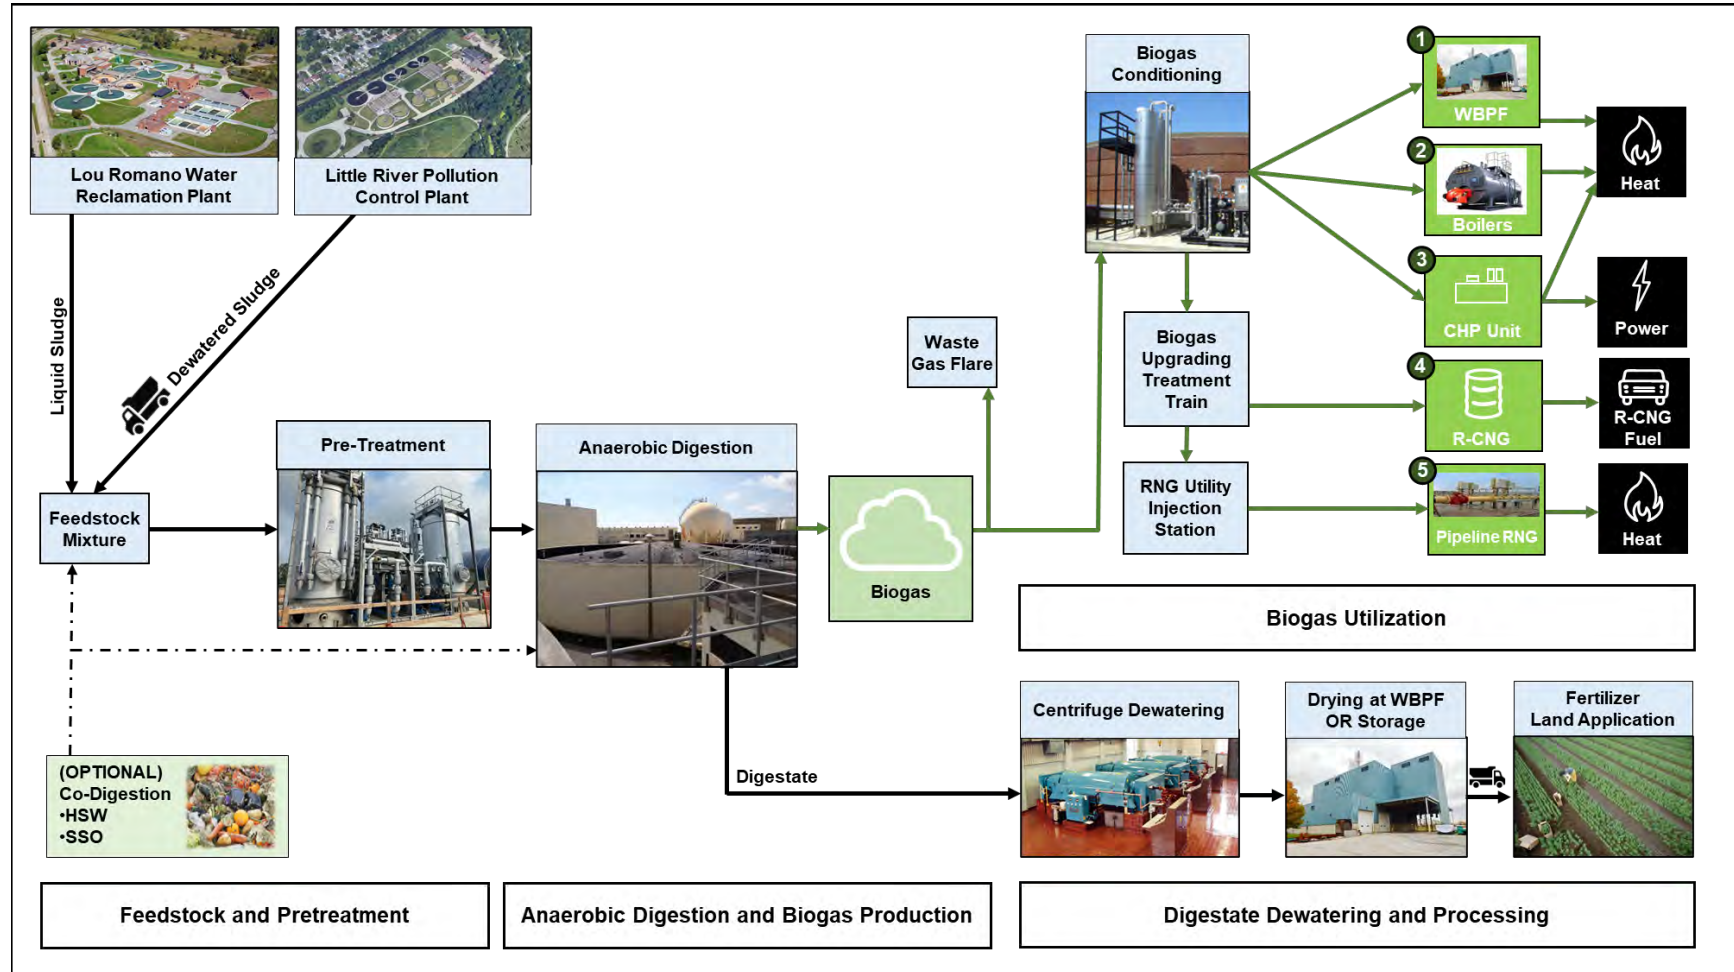 Lou Romano Water
Reclamation Plant
Little River Pollution
Control Plant
Liquid Sludge
Dewatered Sludge
Feedstock
Mixture
Pre-Treatment
Anaerobic Digestion
Biogas
Waste
Gas Flare
Biogas
Conditioning
Biogas
Upgrading
Treatment
Train
RNG Utility
Injection
Station
1
WBPF
2
Boilers
3
CHP Unit
4
R-CNG
5
Pipeline RNG
Heat
Power
R-CNG
Fuel
Heat
Biogas Utilization
(OPTIONAL)
Co-Digestion
•HSW
•SSO
Digestate
Centrifuge Dewatering
Drying at WBPF
OR Storage
Fertilizer
Land Application
Feedstock and Pretreatment
Anaerobic Digestion and Biogas Production
Digestate Dewatering and Processing